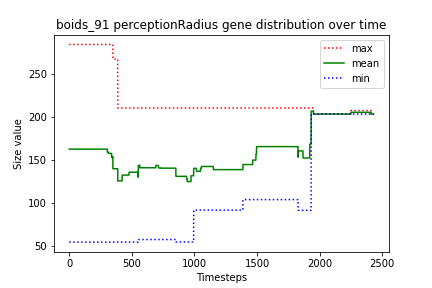 boids_91 perceptionRadius gene distribution over time
max
mean
min
Size value
250
200
150
100
50
0
500
1000
1500
2000
2500
Timesteps